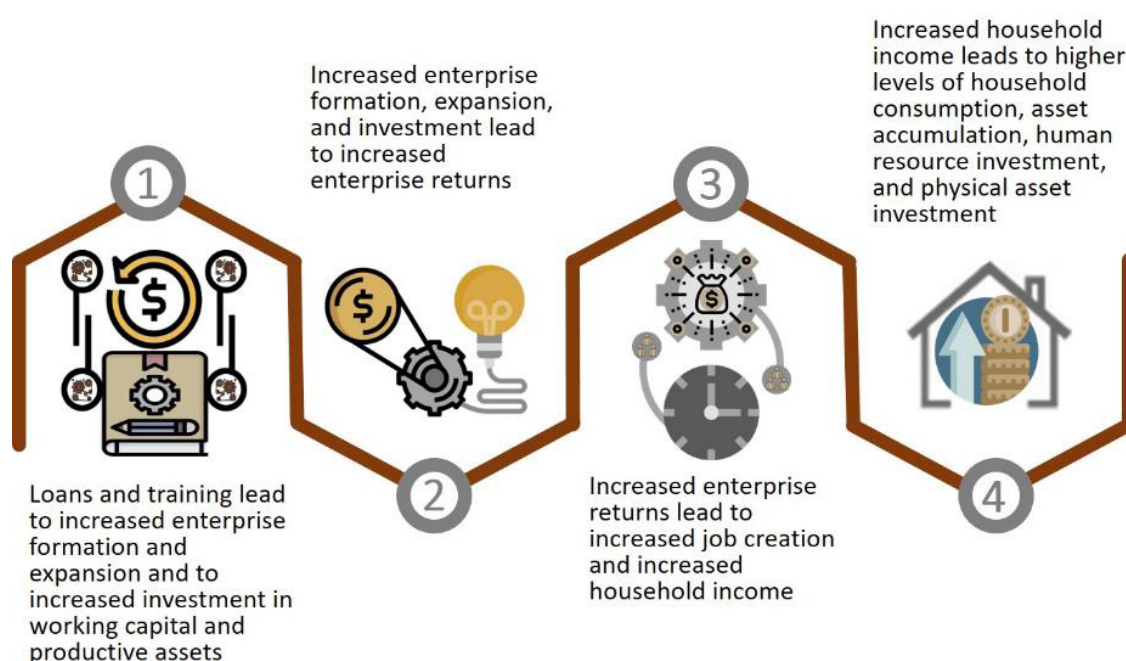 1
Loans and training lead
to increased enterprise
formation and
expansion and to
increased investment in
working capital and
productive assets
Increased enterprise
formation, expansion,
and investment lead
to increased
enterprise returns
2
3
Increased enterprise
returns lead to
increased job creation
and increased
household income
Increased household
income leads to higher
levels of household
consumption, asset
accumulation, human
resource investment,
and physical asset
investment
4
$
$
$